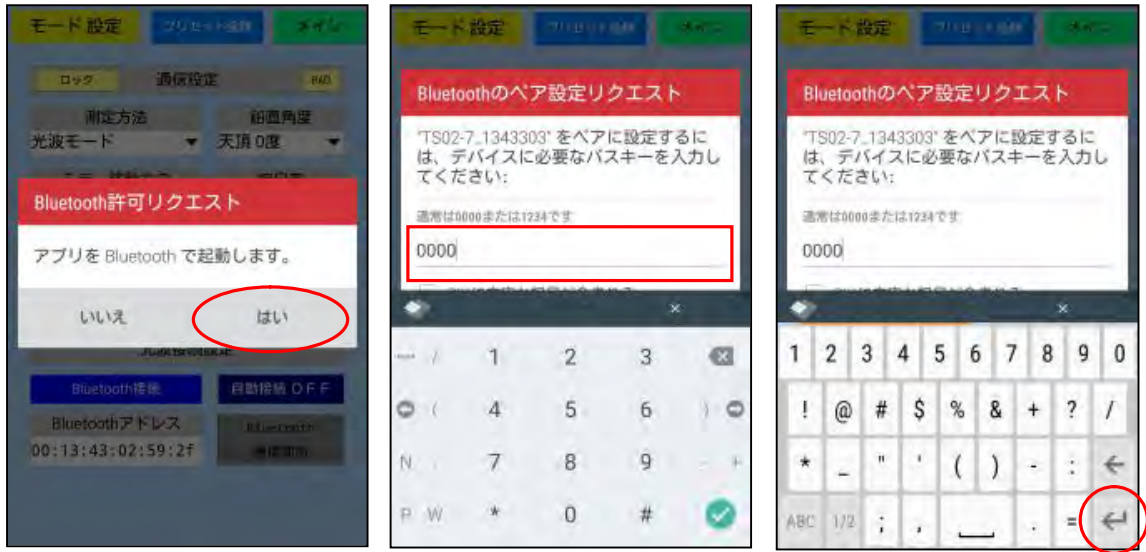 モード設定
プリセット登録
メイン
ロック
通信設定
RAD
測定方法
鉛直角度
光波モード
天頂0度
Bluetooth許可リクエスト
アプリを Bluetooth で起動します。
いいえ
はい
Bluetooth接続
自動接続OFF
Bluetoothアドレス
00:13:43:02:59:2f
モード設定
Bluetoothのペア設定リクエスト
'TS02-7_1343303' をペアに設定するに
は、デバイスに必要なパスキーを入力し
てください:
通常は0000または1234です
0000
×
/ 1 2 3
( 4 5 6 )
N 7 8 9 - +
P W * 0 #
モード設定
Bluetoothのペア設定リクエスト
'TS02-7_1343303' をペアに設定するに
は、デバイスに必要なパスキーを入力し
てください:
通常は0000または1234です
0000
×
1 2 3 4 5 6 7 8 9 0
! @ # $ % & + ? /
* _ " ' ( ) - : ←
ABC 1/2 ; , . =